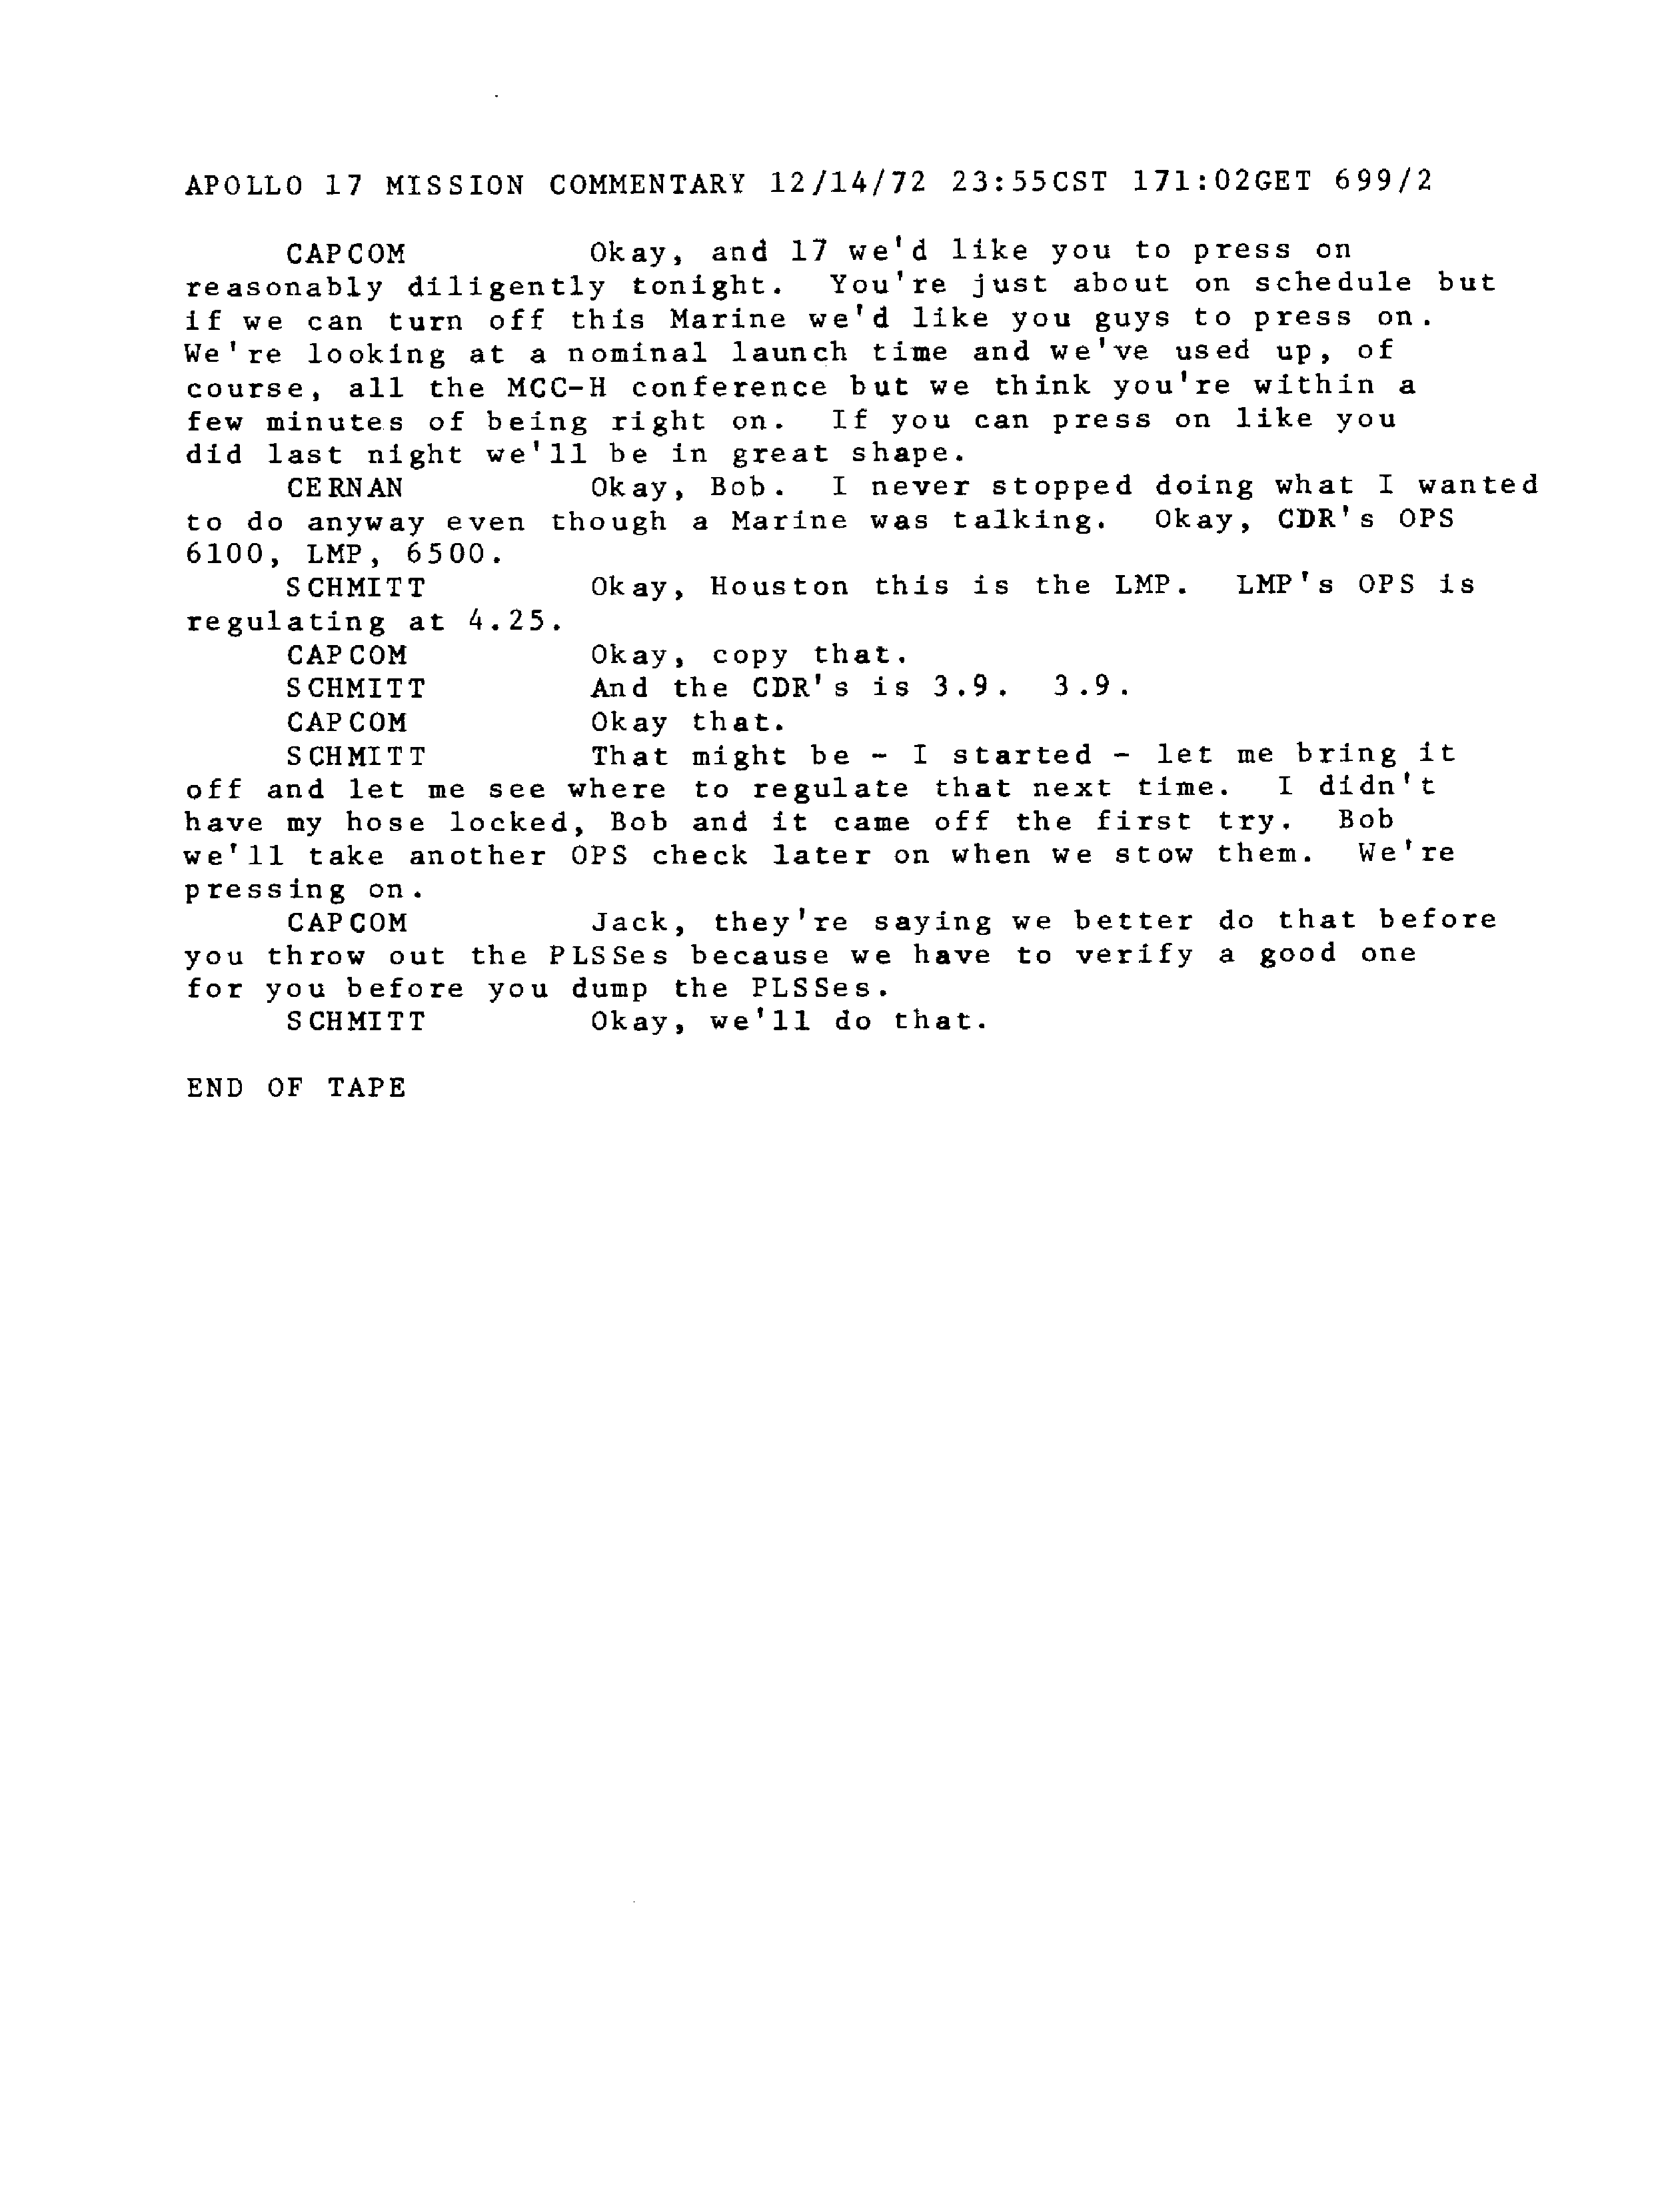 APOLLO 17 MISSION COMMENTARY 12/14/72 23:55CST 171:02GET 699/2
CAPCOM Okay, and 17 we'd like you to press on
reasonably diligently tonight. You're just about on schedule but
if we can turn off this Marine we'd like you guys to press on.
We're looking at a nominal launch time and we've used up, of
course, all the MCC-H conference but we think you're within a
few minutes of being right on. If you can press on like you
did last night we'll be in great shape.
CERNAN Okay, Bob. I never stopped doing what I wanted
to do anyway even though a Marine was talking. Okay, CDR's OPS
6100, LMP, 6500.
SCHMITT Okay, Houston this is the LMP. LMP's OPS is
regulating at 4.25.
CAPCOM Okay, copy that.
SCHMITT And the CDR's is 3.9. 3.9.
CAPCOM Okay that.
SCHMITT That might be - I started - let me bring it
off and let me see where to regulate that next time. I didn't
have my hose locked, Bob and it came off the first try. Bob
we'll take another OPS check later on when we stow them. We're
pressing on.
CAPCOM Jack, they're saying we better do that before
you throw out the PLSSes because we have to verify a good one
for you before you dump the PLSSes.
SCHMITT Okay, we'll do that.
END OF TAPE